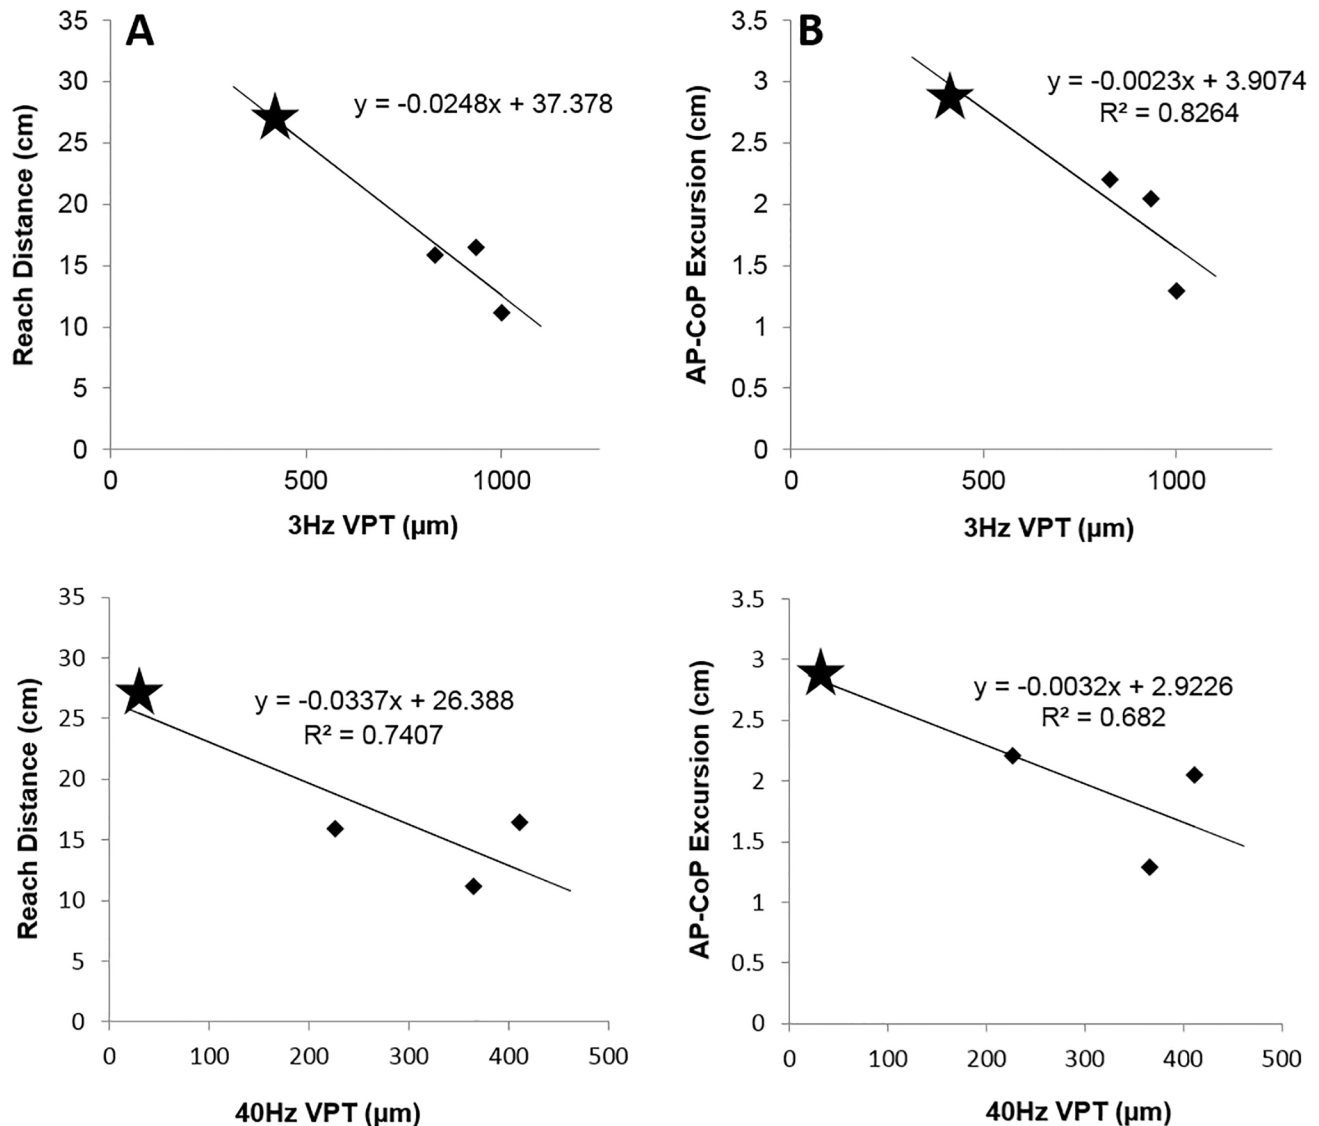 A
35
30
25
20
15
10
5
0
Reach Distance (cm)
y = -0.0248x + 37.378
0 500 1000
3Hz VPT (µm)
B
3.5
3
2.5
2
1.5
1
0.5
0
AP-CoP Excursion (cm)
y = -0.0023x + 3.9074
R² = 0.8264
0 500 1000
3Hz VPT (µm)
35
30
25
20
15
10
5
0
Reach Distance (cm)
y = -0.0337x + 26.388
R² = 0.7407
0 100 200 300 400 500
40Hz VPT (µm)
3.5
3
2.5
2
1.5
1
0.5
0
AP-CoP Excursion (cm)
y = -0.0032x + 2.9226
R² = 0.682
0 100 200 300 400 500
40Hz VPT (µm)